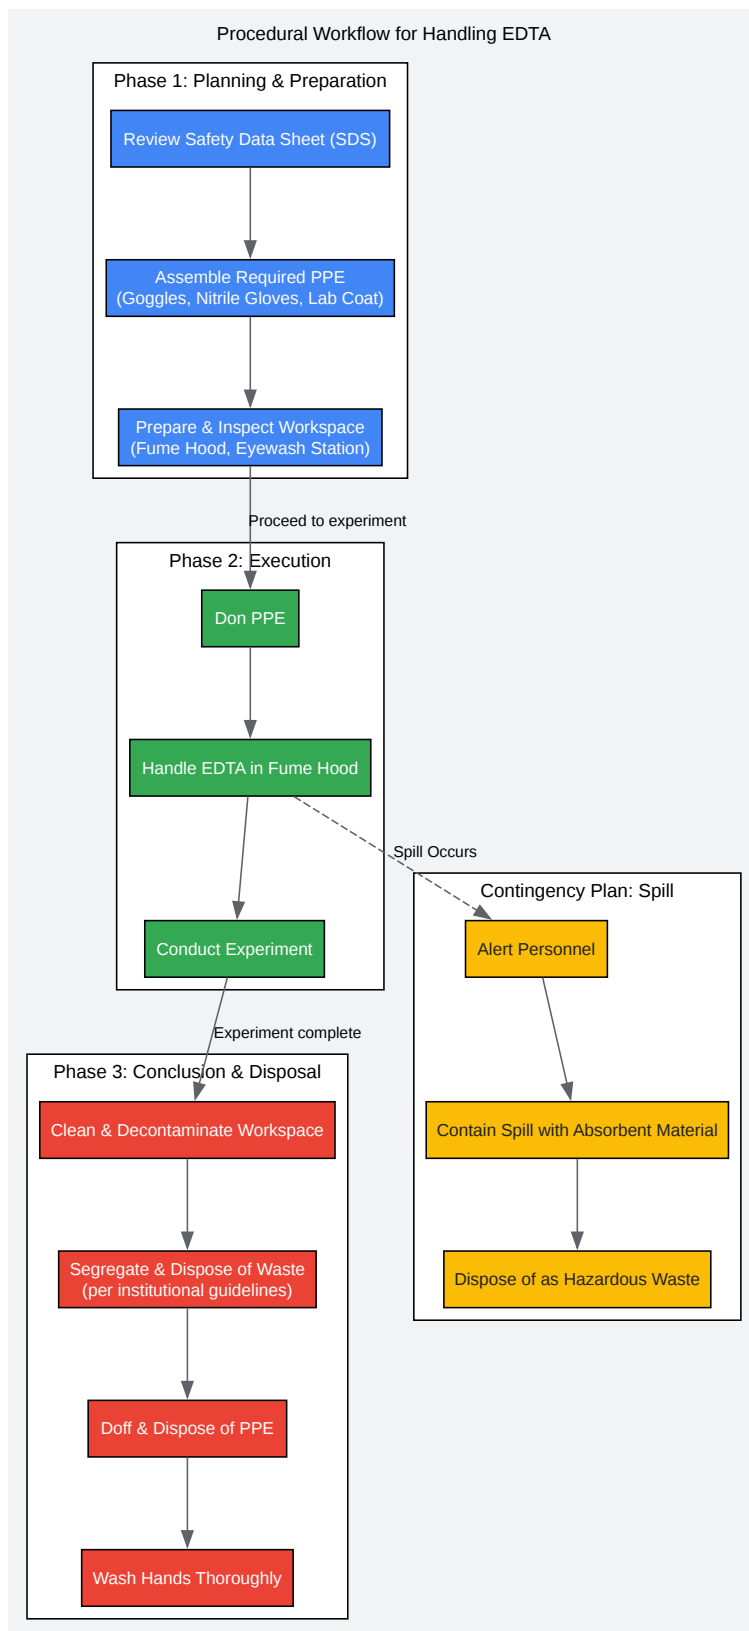 Procedural Workflow for Handling EDTA
Phase 1: Planning & Preparation
Review Safety Data Sheet (SDS)
Assemble Required PPE
(Goggles, Nitrile Gloves, Lab Coat)
Prepare & Inspect Workspace
(Fume Hood, Eyewash Station)
Proceed to experiment
Phase 2: Execution
Don PPE
Handle EDTA in Fume Hood
Spill Occurs
Conduct Experiment
Contingency Plan: Spill
Alert Personnel
Contain Spill with Absorbent Material
Dispose of as Hazardous Waste
Experiment complete
Phase 3: Conclusion & Disposal
Clean & Decontaminate Workspace
Segregate & Dispose of Waste
(per institutional guidelines)
Doff & Dispose of PPE
Wash Hands Thoroughly